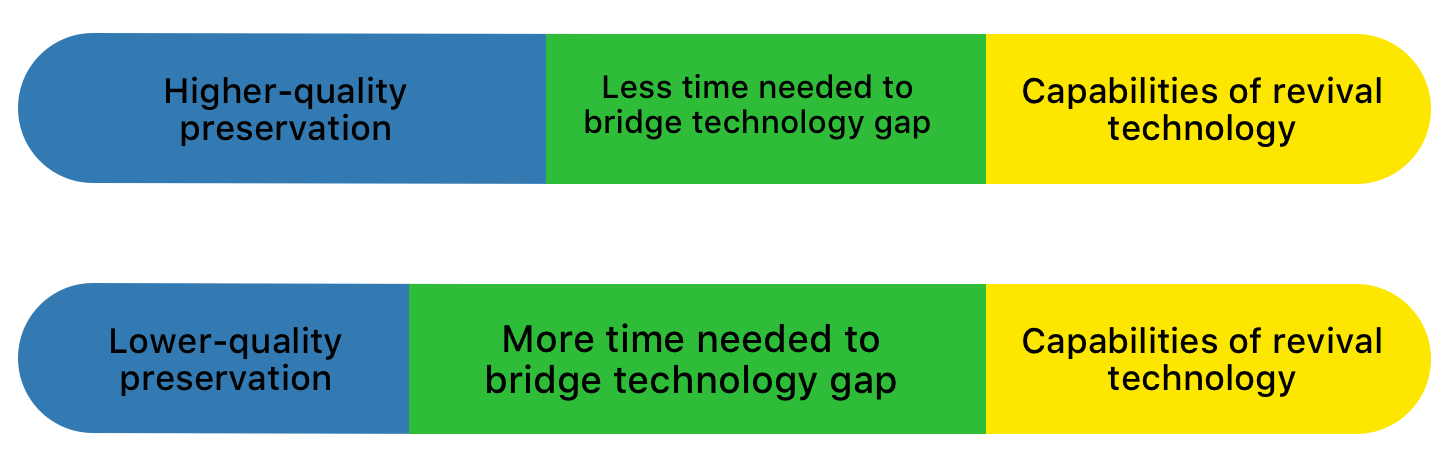 Higher-quality
preservation
Less time needed to
bridge technology gap
Capabilities of revival
technology
Lower-quality
preservation
More time needed to
bridge technology gap
Capabilities of revival
technology